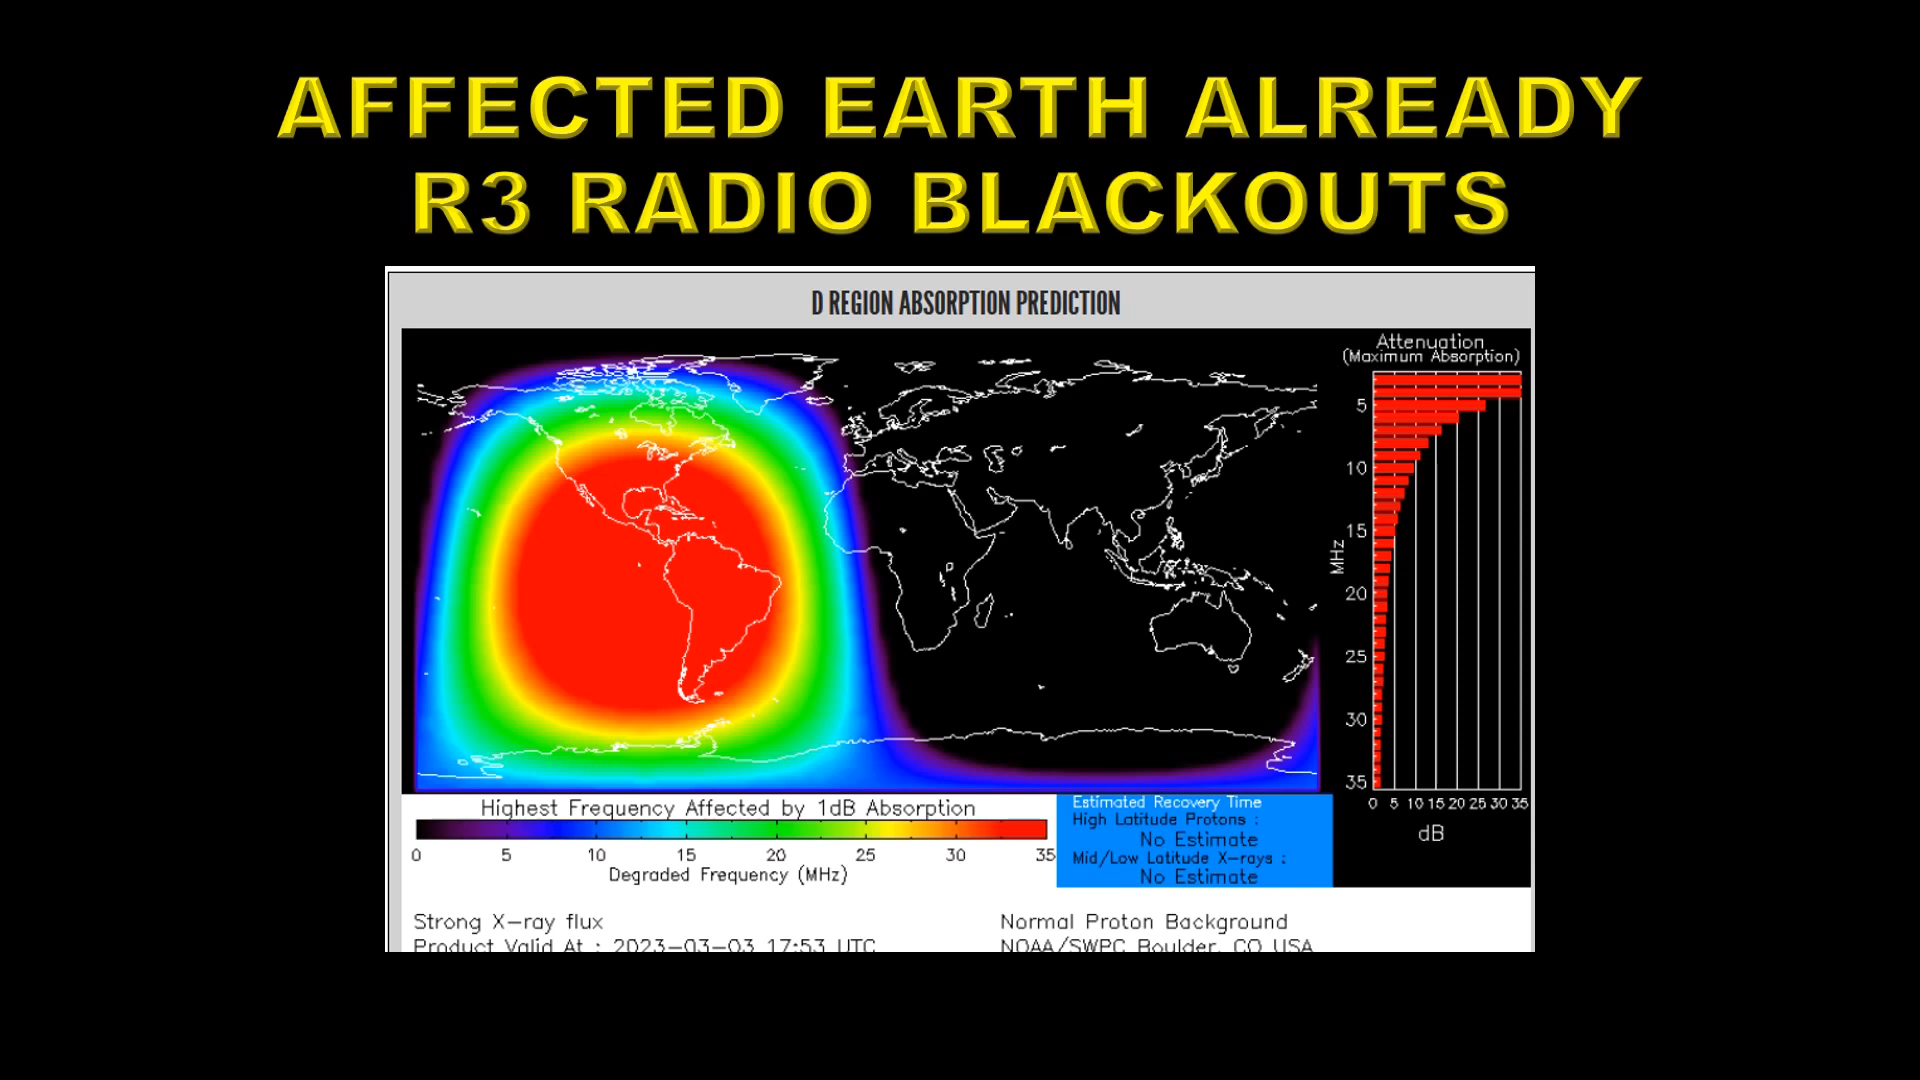 AFFECTED EARTH ALREADY
R3 RADIO BLACKOUTS
D REGION ABSORPTION PREDICTION
Attenuation
(Maximum Absorption)
5
10
15
20
25
30
35
MHz
0 5 10 15 20 25 30 35
dB
Highest Frequency Affected by 1dB Absorption
0 5 10 15 20 25 30 35
Degraded Frequency (MHz)
Estimated Recovery Time
High Latitude Protons :
No Estimate
Mid/Low Latitude X-rays :
No Estimate
Strong X-ray flux
Normal Proton Background
Product Valid At : 2023-03-03 17:53 UTC
NOAA/SWPC Boulder, CO USA